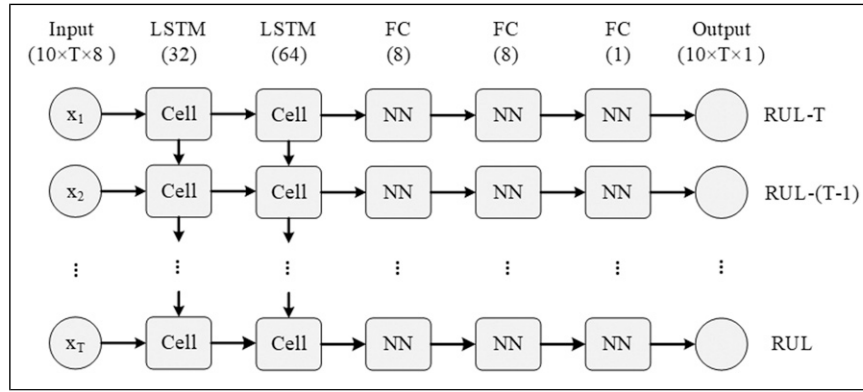 Input LSTM LSTM FC FC FC Output
(10×T×8 ) (32) (64) (8) (8) (1) (10×T×1 )
x₁ Cell Cell NN NN NN RUL-T
x₂ Cell Cell NN NN NN RUL-(T-1)
⋮ ⋮ ⋮ ⋮ ⋮ ⋮ ⋮
x_T Cell Cell NN NN NN RUL